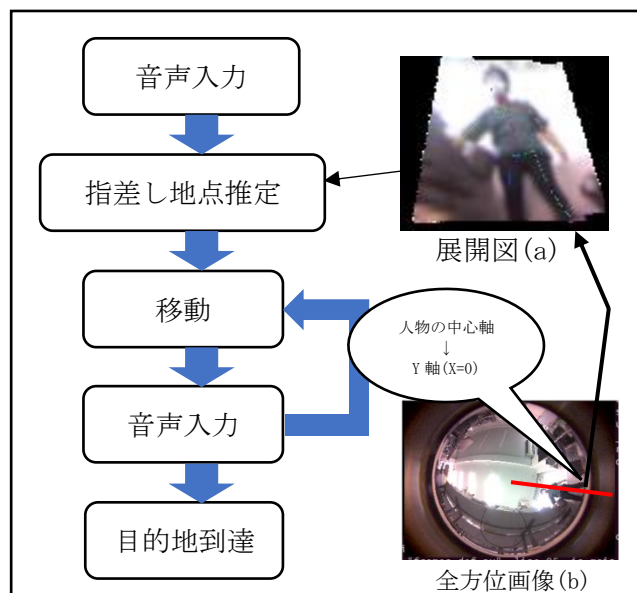 音声入力
指差し地点推定
移動
音声入力
目的地到達
展開図(a)
人物の中心軸
↓
Y 軸(X=0)
全方位画像(b)